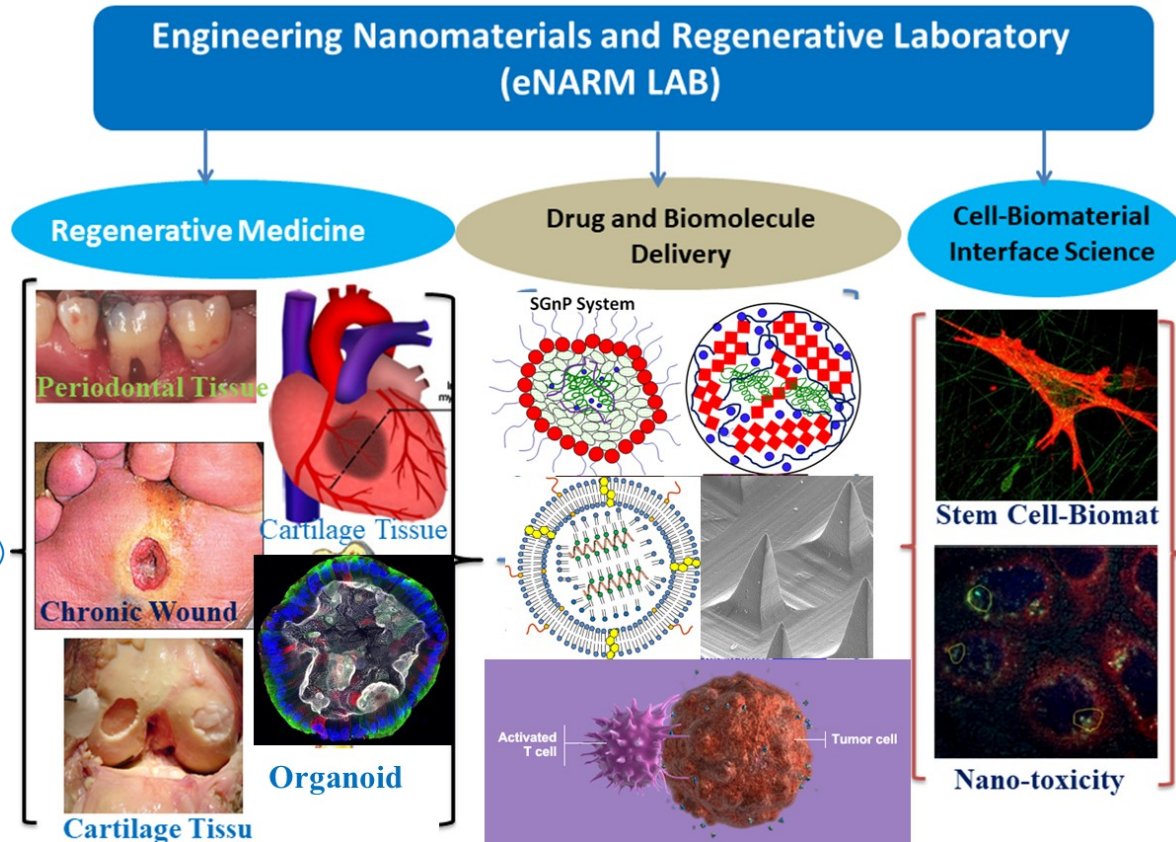 Engineering Nanomaterials and Regenerative Laboratory
(eNARM LAB)
Regenerative Medicine
Drug and Biomolecule
Delivery
Cell-Biomaterial
Interface Science
Periodontal Tissue
Cartilage Tissue
Chronic Wound
Organoid
Cartilage Tissu
SGnP System
Activated
T cell
Tumor cell
Stem Cell-Biomat
Nano-toxicity